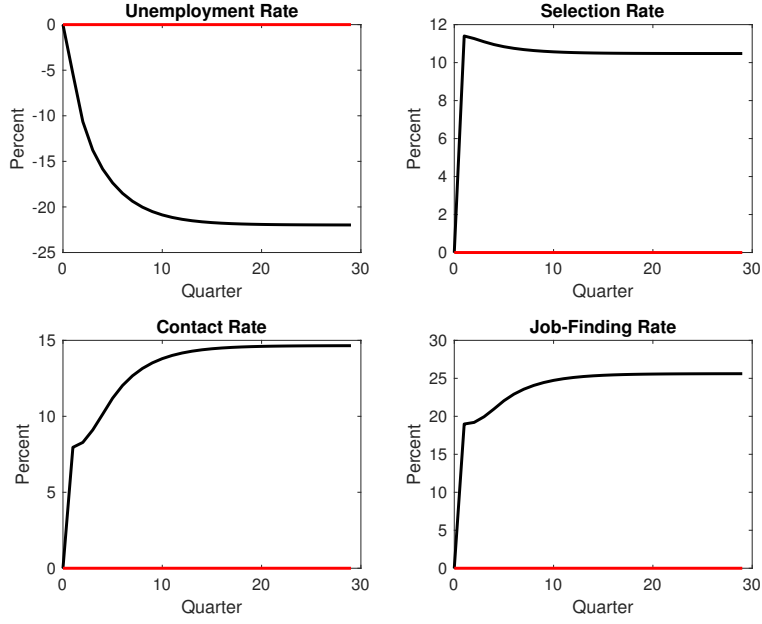 Unemployment Rate
0
-5
-10
-15
-20
-25
Percent
0 10 20 30
Quarter
Selection Rate
12
10
8
6
4
2
0
Percent
0 10 20 30
Quarter
Contact Rate
15
10
5
0
Percent
0 10 20 30
Quarter
Job-Finding Rate
30
25
20
15
10
5
0
Percent
0 10 20 30
Quarter